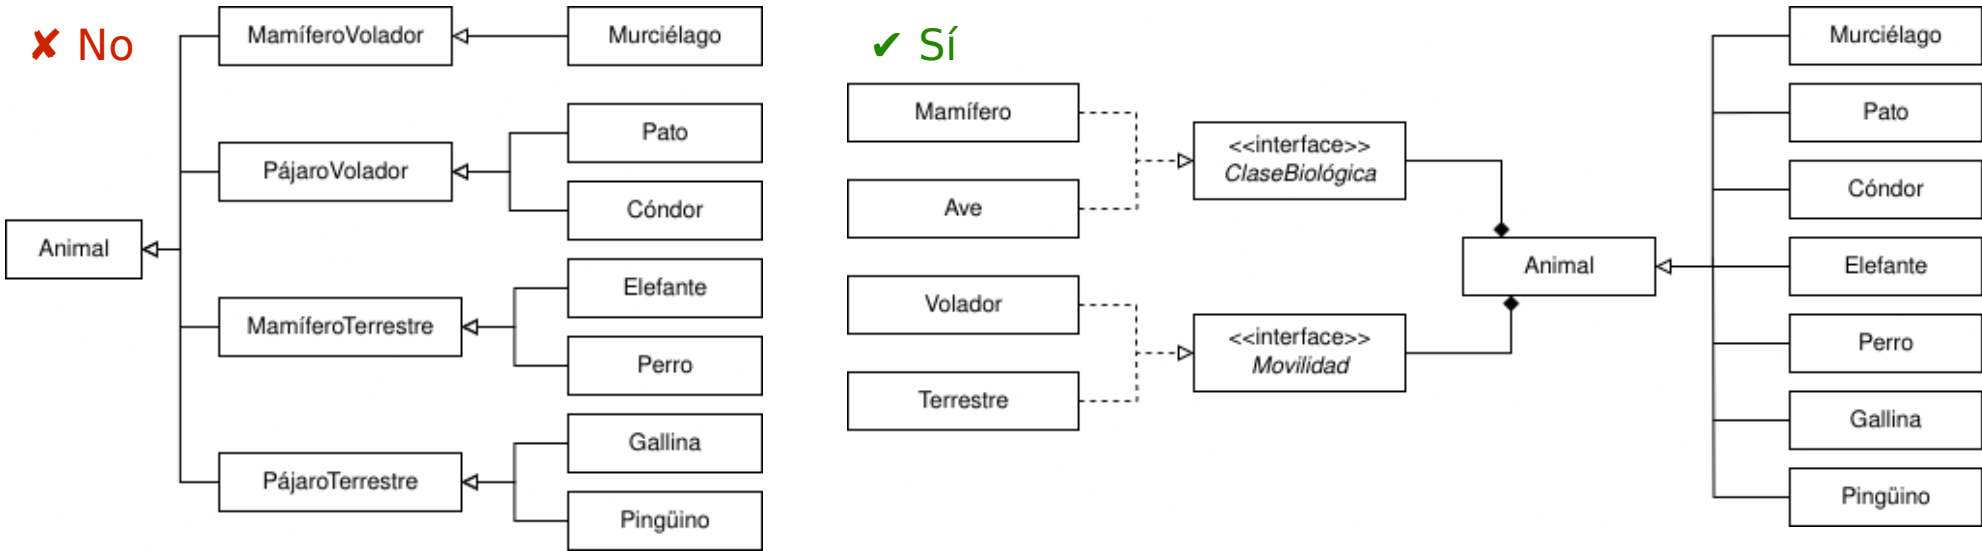 ✘ No
MamíferoVolador
Murciélago
PájaroVolador
Pato
Cóndor
Animal
MamíferoTerrestre
Elefante
Perro
PájaroTerrestre
Gallina
Pingüino
✔ Sí
Mamífero
Ave
<<interface>>
ClaseBiológica
Volador
Terrestre
<<interface>>
Movilidad
Animal
Murciélago
Pato
Cóndor
Elefante
Perro
Gallina
Pingüino